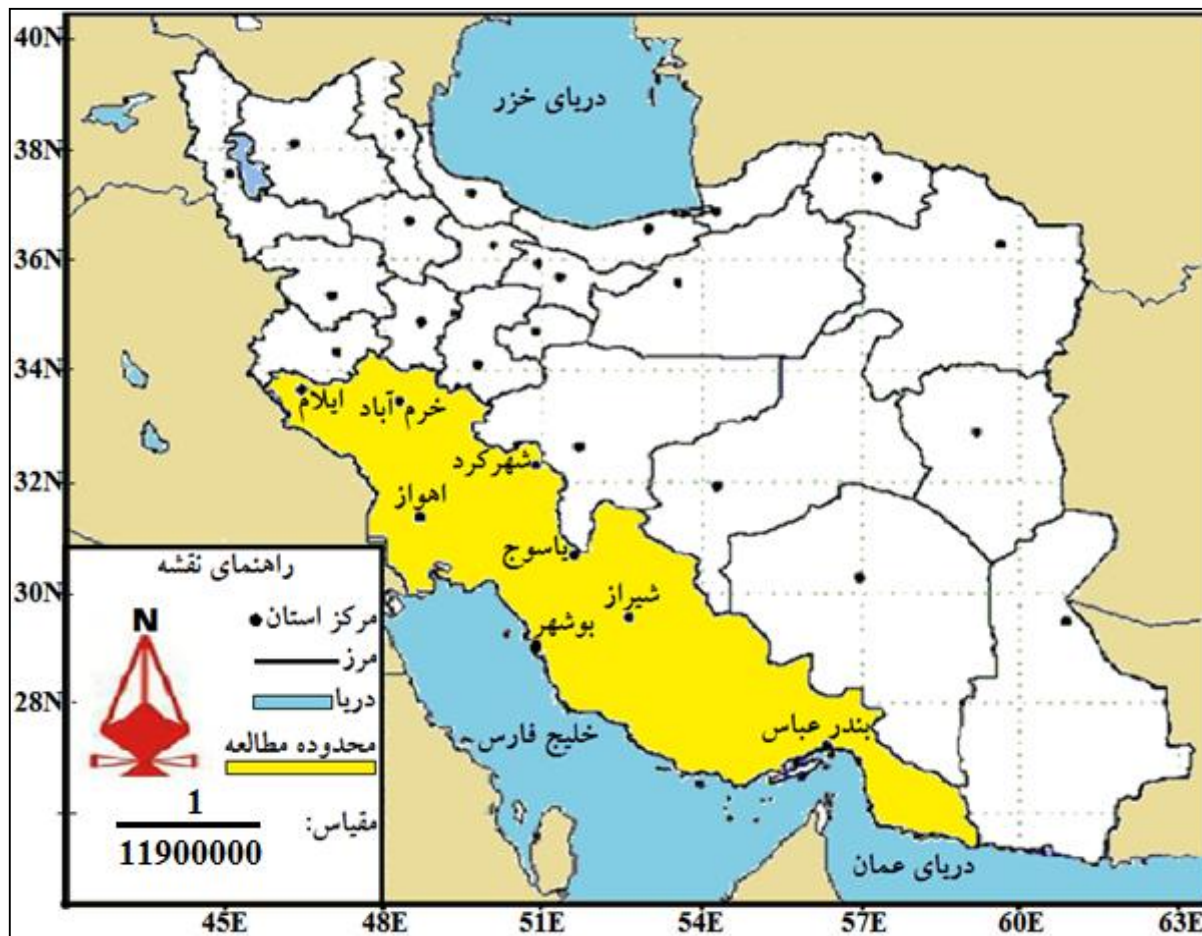 40N
38N
36N
34N
32N
30N
28N
دریای خزر
ایلام
خرم آباد
شهرکرد
اهواز
یاسوج
شیراز
بوشهر
بندر عباس
خلیج فارس
دریای عمان
راهنمای نقشه
N
مرکز استان
مرز
دریا
محدوده مطالعه
مقیاس:
1
11900000
45E
48E
51E
54E
57E
60E
63E